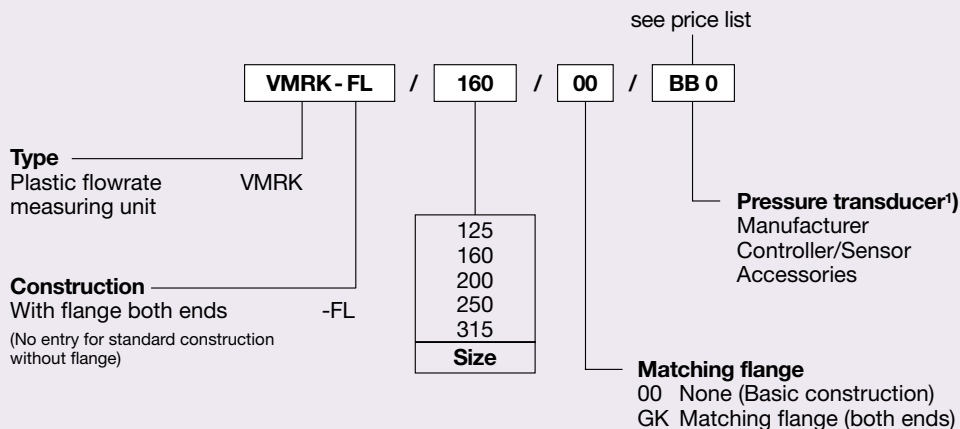 see price list
VMRK - FL / 160 / 00 / BB 0
Type
Plastic flowrate VMRK
measuring unit
Construction
With flange both ends -FL
(No entry for standard construction
without flange)
125
160
200
250
315
Size
Pressure transducer¹)
Manufacturer
Controller/Sensor
Accessories
Matching flange
00 None (Basic construction)
GK Matching flange (both ends)